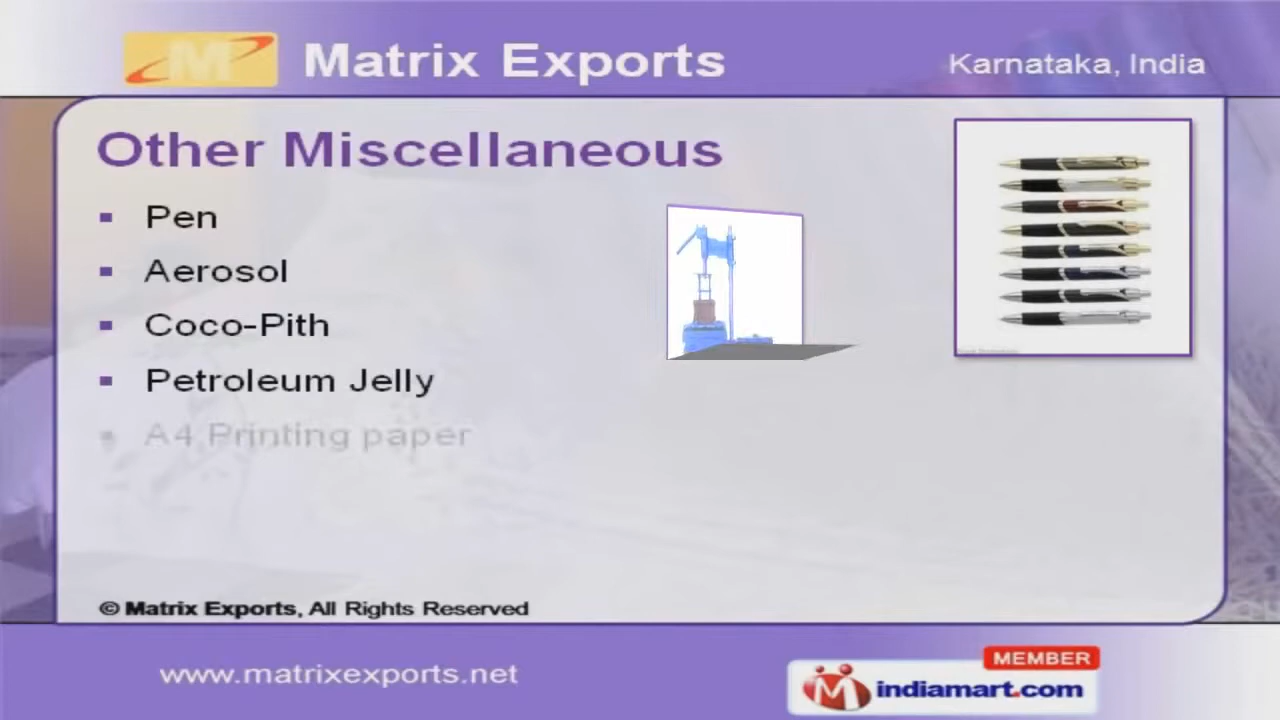 M
Matrix Exports
Karnataka, India
Other Miscellaneous
▪ Pen
▪ Aerosol
▪ Coco-Pith
▪ Petroleum Jelly
▪ A4 Printing paper
© Matrix Exports, All Rights Reserved
www.matrixexports.net
MEMBER
indiamart.com